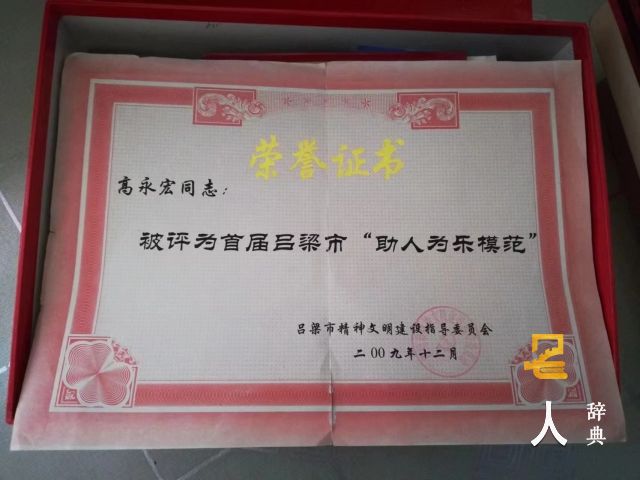 荣誉证书
高永宏同志：
被评为首届吕梁市“助人为乐模范”
吕梁市精神文明建设指导委员会
二00九年十二月
名人辞典